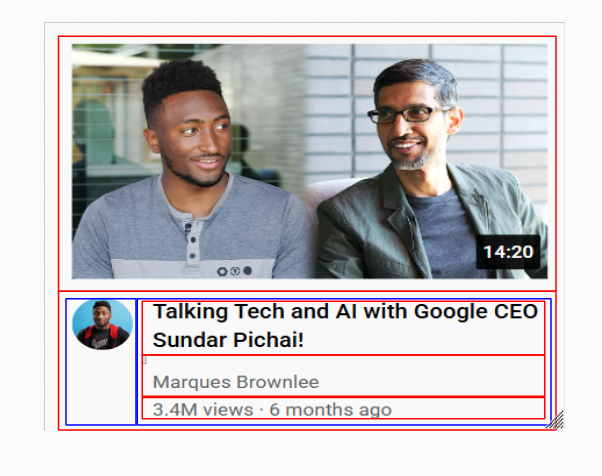 14:20
Talking Tech and AI with Google CEO
Sundar Pichai!
Marques Brownlee
3.4M views · 6 months ago